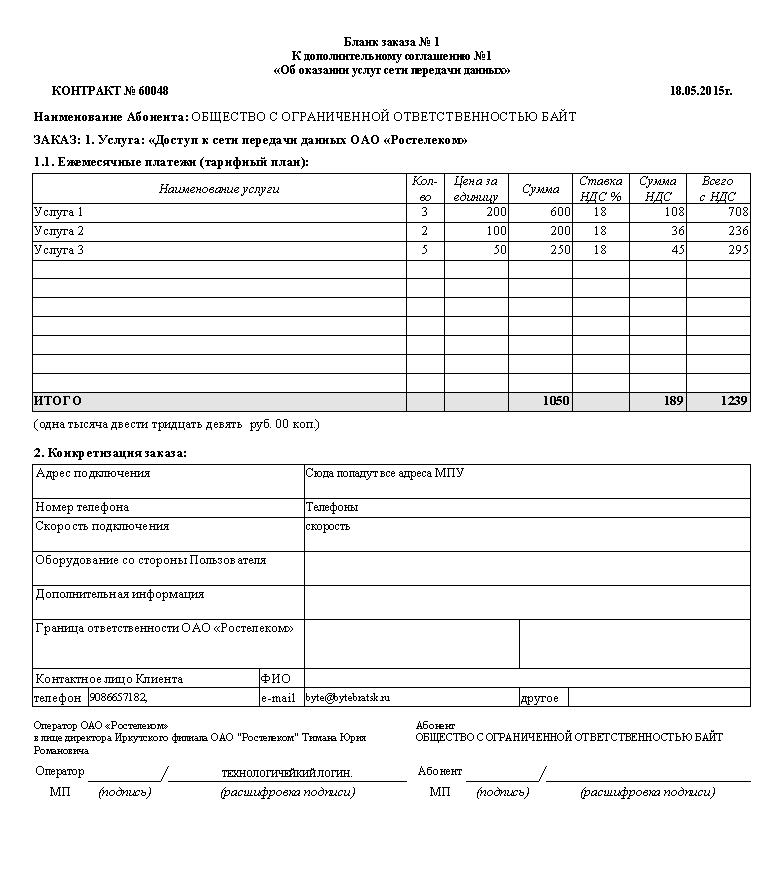 Бланк заказа № 1
К дополнительному соглашению №1
«Об оказании услуг сети передачи данных»
КОНТРАКТ № 60048 18.05.2015г.
Наименование Абонента: ОБЩЕСТВО С ОГРАНИЧЕННОЙ ОТВЕТСТВЕННОСТЬЮ БАЙТ
ЗАКАЗ: 1. Услуга: «Доступ к сети передачи данных ОАО «Ростелеком»
1.1. Ежемесячные платежи (тарифный план):
Наименование услуги Кол-во Цена за единицу Сумма Ставка НДС % Сумма НДС Всего с НДС
Услуга 1 3 200 600 18 108 708
Услуга 2 2 100 200 18 36 236
Услуга 3 5 50 250 18 45 295
ИТОГО 1050 189 1239
(одна тысяча двести тридцать девять руб. 00 коп.)
2. Конкретизация заказа:
Адрес подключения Сюда попадут все адреса МПУ
Номер телефона Телефоны
Скорость подключения скорость
Оборудование со стороны Пользователя
Дополнительная информация
Граница ответственности ОАО «Ростелеком»
Контактное лицо Клиента ФИО
телефон 9086657182, e-mail byte@bytebratsk.ru другое
Оператор ОАО «Ростелеком» Абонент
в лице директора Иркутского филиала ОАО "Ростелеком" Тимана Юрия ОБЩЕСТВО С ОГРАНИЧЕННОЙ ОТВЕТСТВЕННОСТЬЮ БАЙТ
Романовича
Оператор / ТЕХНОЛОГИЧЕЙКИЙ ЛОГИН. Абонент /
МП (подпись) (расшифровка подписи) МП (подпись) (расшифровка подписи)